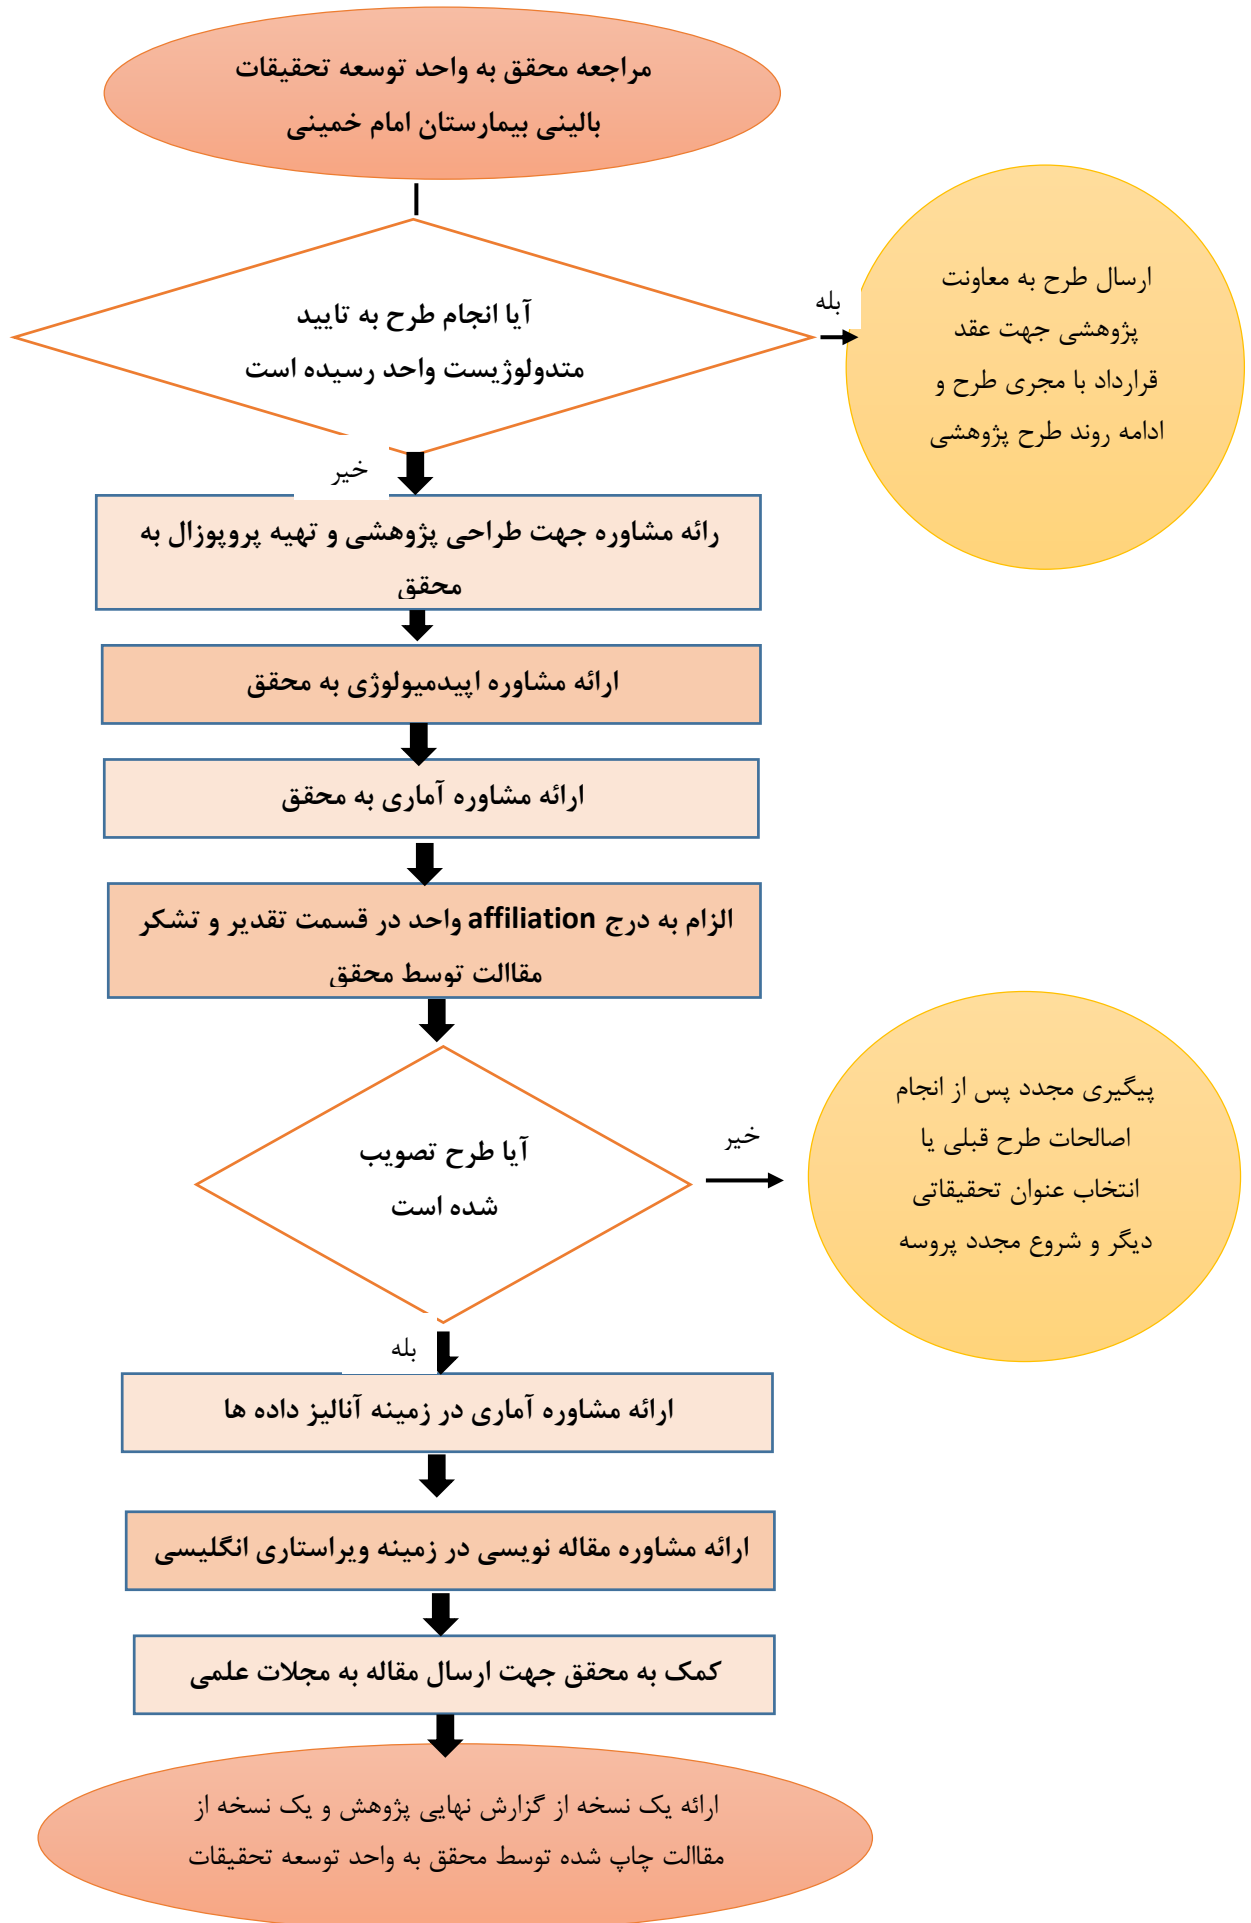 مراجعه محقق به واحد توسعه تحقیقات
بالینی بیمارستان امام خمینی
آیا انجام طرح به تایید
متدولوژیست واحد رسیده است
بله
ارسال طرح به معاونت
پژوهشی جهت عقد
قرارداد با مجری طرح و
ادامه روند طرح پژوهشی
خیر
رائه مشاوره جهت طراحی پژوهشی و تهیه پروپوزال به
محقق
ارائه مشاوره اپیدمیولوژی به محقق
ارائه مشاوره آماری به محقق
الزام به درج affiliation واحد در قسمت تقدیر و تشکر
مقاالت توسط محقق
آیا طرح تصویب
شده است
خیر
پیگیری مجدد پس از انجام
اصالحات طرح قبلی یا
انتخاب عنوان تحقیقاتی
دیگر و شروع مجدد پروسه
بله
ارائه مشاوره آماری در زمینه آنالیز داده ها
ارائه مشاوره مقاله نویسی در زمینه ویراستاری انگلیسی
کمک به محقق جهت ارسال مقاله به مجلات علمی
ارائه یک نسخه از گزارش نهایی پژوهش و یک نسخه از
مقاالت چاپ شده توسط محقق به واحد توسعه تحقیقات